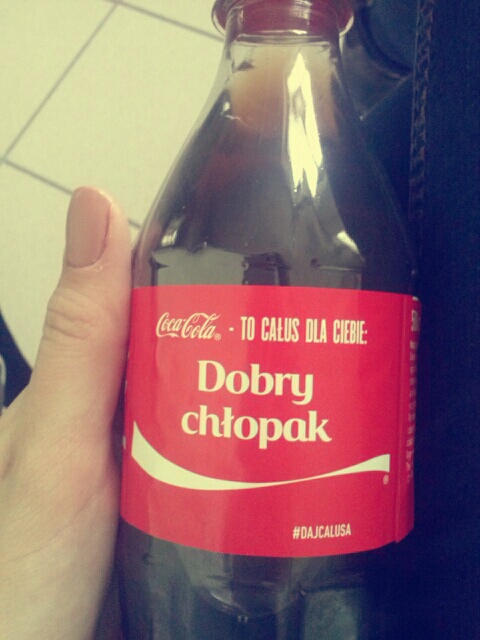 Coca-Cola® - TO CAŁUS DLA CIEBIE:
Dobry
chłopak
®
#DAJCALUSA